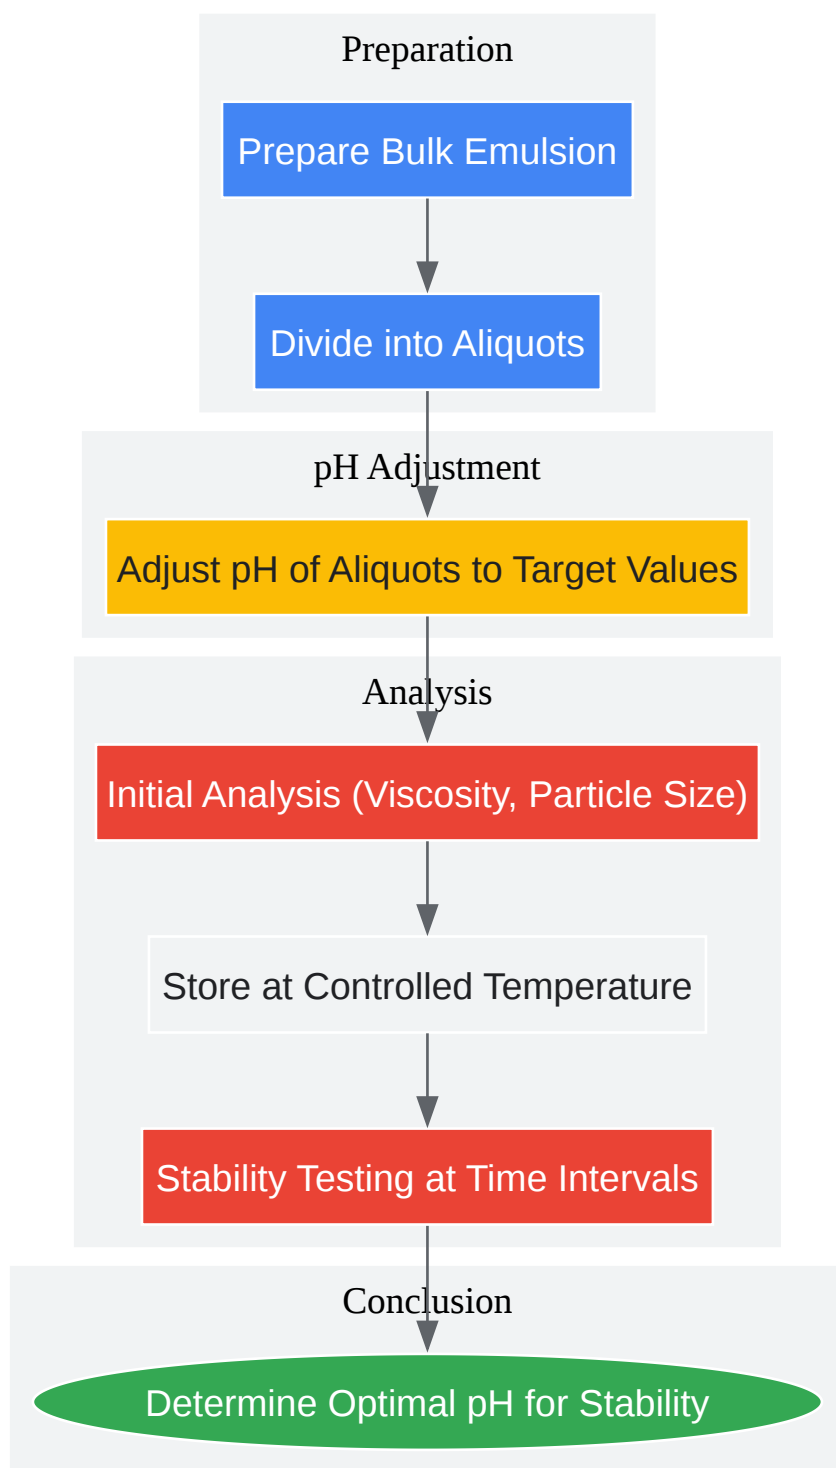 Preparation
Prepare Bulk Emulsion
Divide into Aliquots
pH Adjustment
Adjust pH of Aliquots to Target Values
Analysis
Initial Analysis (Viscosity, Particle Size)
Store at Controlled Temperature
Stability Testing at Time Intervals
Conclusion
Determine Optimal pH for Stability